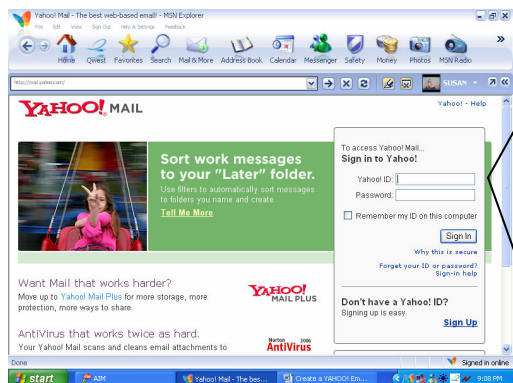 Yahoo! Mail - The best web-based email! - MSN Explorer
File Edit View Sign Out Help & Settings Feedback
Home Qwest Favorites Search Mail & More Address Book Calendar Messenger Safety Money Photos MSN Radio
http://mail.yahoo.com/
SUSAN
YAHOO! MAIL
Yahoo! - Help
Sort work messages
to your "Later" folder.
Use filters to automatically sort messages
to folders you name and create.
Tell Me More
To access Yahoo! Mail...
Sign in to Yahoo!
Yahoo! ID:
Password:
Remember my ID on this computer
Sign In
Why this is secure
Forget your ID or password?
Sign-in help
Don't have a Yahoo! ID?
Signing up is easy.
Sign Up
Want Mail that works harder?
Move up to Yahoo! Mail Plus for more storage, more
protection, more ways to share.
YAHOO!
MAIL PLUS
AntiVirus that works twice as hard.
Your Yahoo! Mail scans and cleans email attachments to
Norton 2006
AntiVirus
Done
Signed in online
start
AIM
Yahoo! Mail - The bes...
Create a YAHOO! Em...
9:08 PM